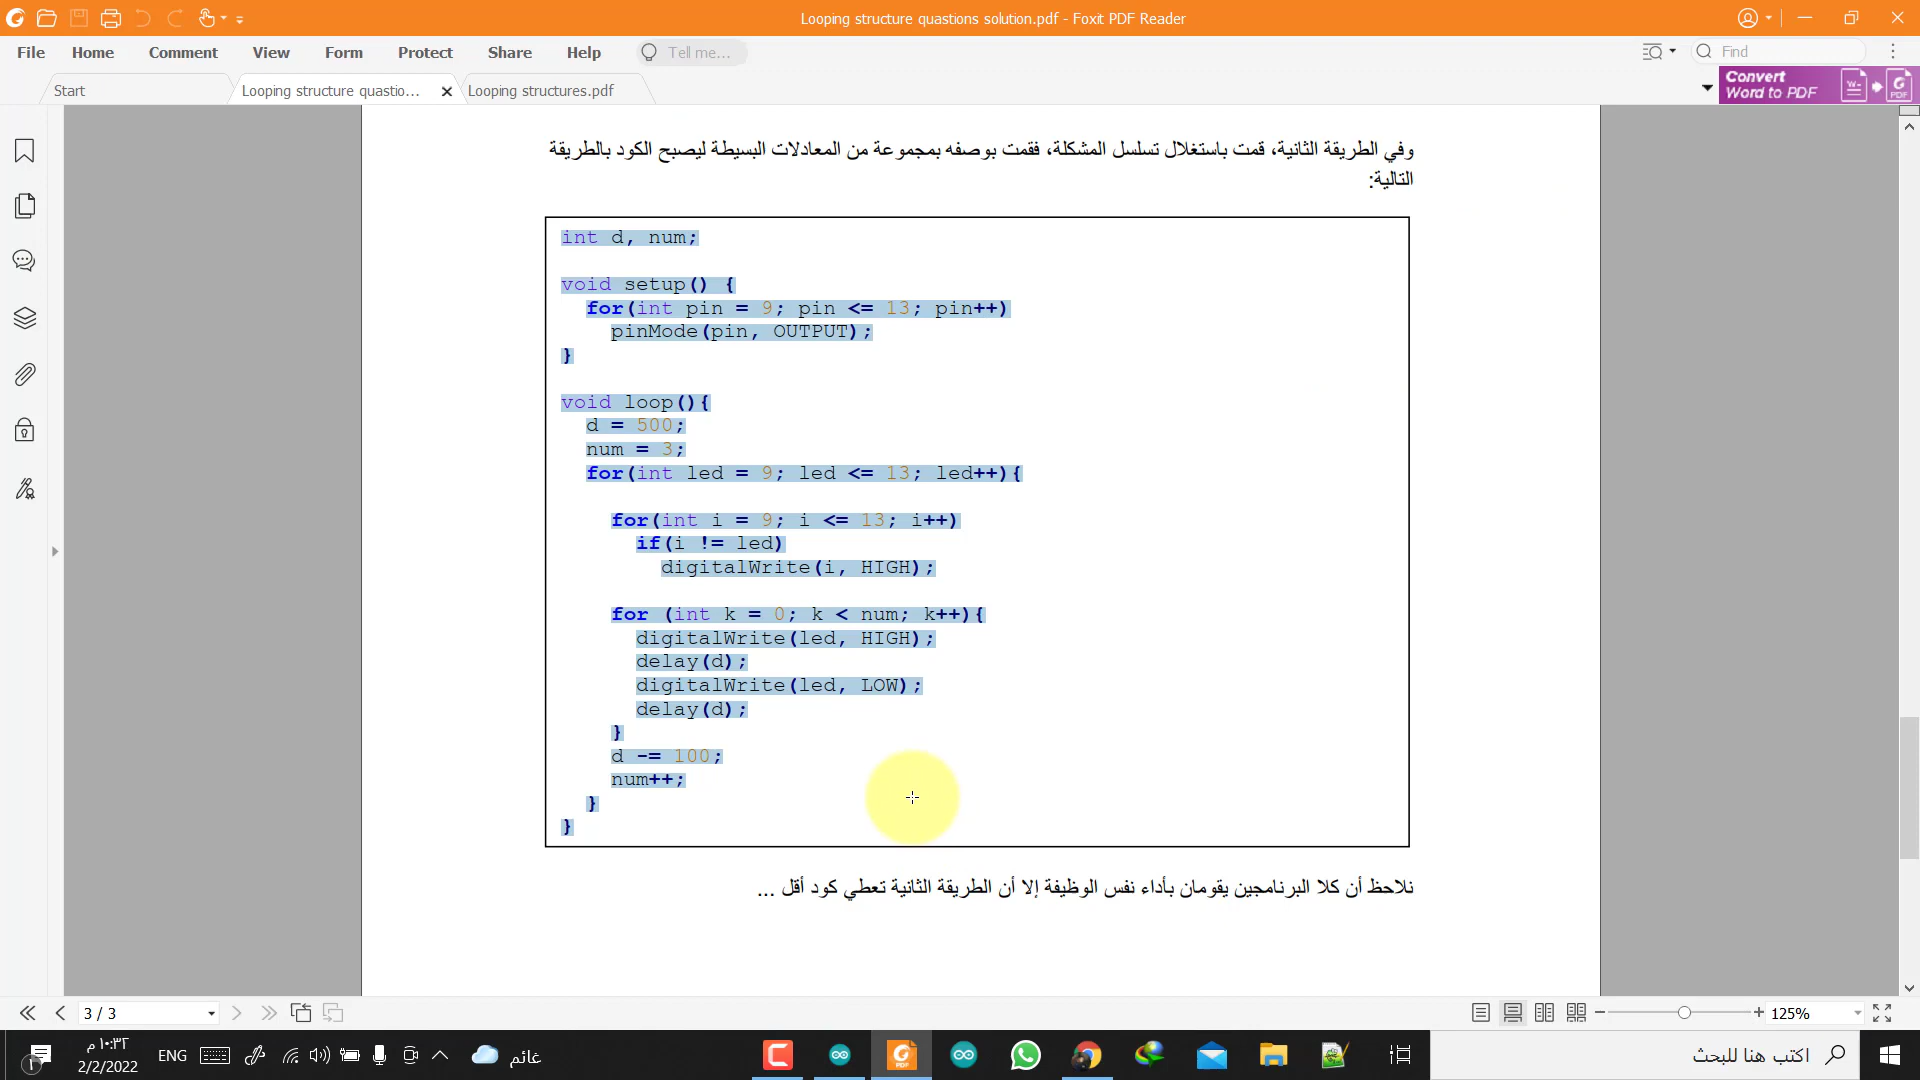 Looping structure quastions solution.pdf - Foxit PDF Reader
File Home Comment View Form Protect Share Help Tell me... Find
Start Looping structure quastio... Looping structures.pdf
Convert
Word to PDF
وفي الطريقة الثانية، قمت باستغلال تسلسل المشكلة، فقمت بوصفه بمجموعة من المعادلات البسيطة ليصبح الكود بالطريقة
التالية:
int d, num;
void setup() {
for(int pin = 9; pin <= 13; pin++)
pinMode(pin, OUTPUT);
}
void loop(){
d = 500;
num = 3;
for(int led = 9; led <= 13; led++){
for(int i = 9; i <= 13; i++)
if(i != led)
digitalWrite(i, HIGH);
for (int k = 0; k < num; k++){
digitalWrite(led, HIGH);
delay(d);
digitalWrite(led, LOW);
delay(d);
}
d -= 100;
num++;
}
}
نلاحظ أن كلا البرنامجين يقومان بأداء نفس الوظيفة إلا أن الطريقة الثانية تعطي كود أقل ...
3 / 3 125%
١٠:٣٢ م
2/2/2022
ENG
غائم
اكتب هنا للبحث